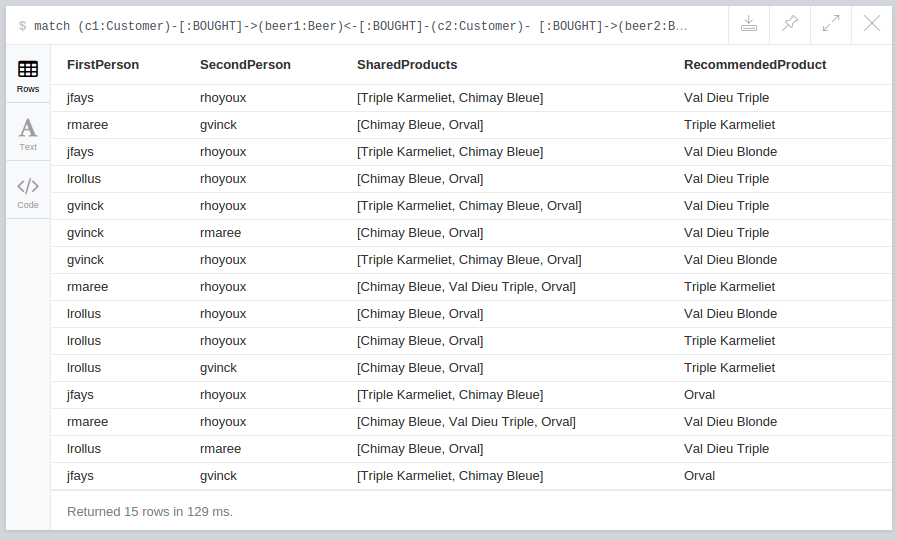 $ match (c1:Customer)-[:BOUGHT]->(beer1:Beer)<-[:BOUGHT]-(c2:Customer)- [:BOUGHT]->(beer2:B…
Rows
Text
Code
FirstPerson SecondPerson SharedProducts RecommendedProduct
jfays rhoyoux [Triple Karmeliet, Chimay Bleue] Val Dieu Triple
rmaree gvinck [Chimay Bleue, Orval] Triple Karmeliet
jfays rhoyoux [Triple Karmeliet, Chimay Bleue] Val Dieu Blonde
lrollus rhoyoux [Chimay Bleue, Orval] Val Dieu Triple
gvinck rhoyoux [Triple Karmeliet, Chimay Bleue, Orval] Val Dieu Triple
gvinck rmaree [Chimay Bleue, Orval] Val Dieu Triple
gvinck rhoyoux [Triple Karmeliet, Chimay Bleue, Orval] Val Dieu Blonde
rmaree rhoyoux [Chimay Bleue, Val Dieu Triple, Orval] Triple Karmeliet
lrollus rhoyoux [Chimay Bleue, Orval] Val Dieu Blonde
lrollus rhoyoux [Chimay Bleue, Orval] Triple Karmeliet
lrollus gvinck [Chimay Bleue, Orval] Triple Karmeliet
jfays rhoyoux [Triple Karmeliet, Chimay Bleue] Orval
rmaree rhoyoux [Chimay Bleue, Val Dieu Triple, Orval] Val Dieu Blonde
lrollus rmaree [Chimay Bleue, Orval] Val Dieu Triple
jfays gvinck [Triple Karmeliet, Chimay Bleue] Orval
Returned 15 rows in 129 ms.